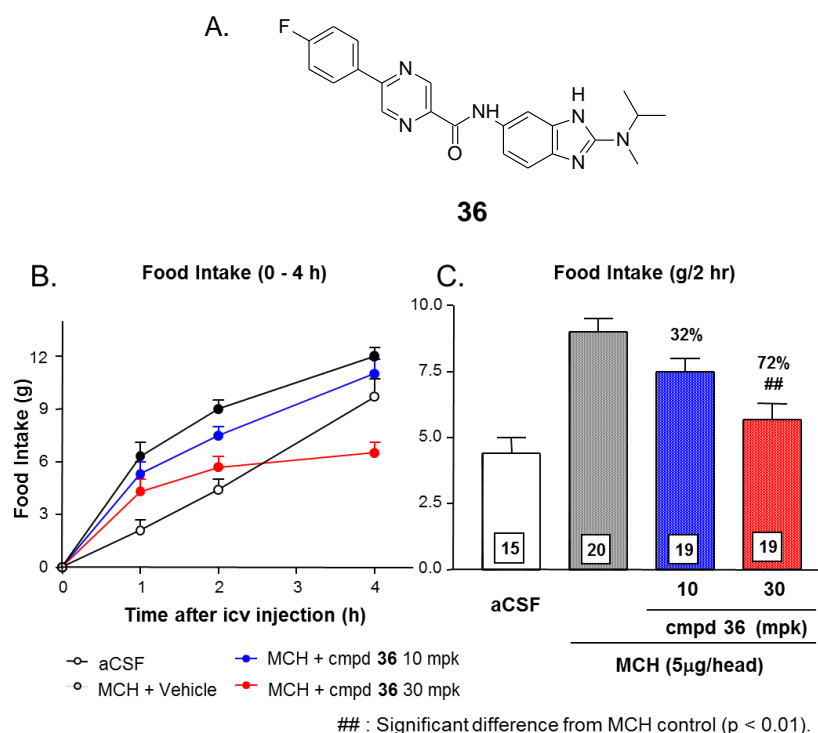 A.
F
N
N
O
NH
H
N
N
N
36
B.
Food Intake (0 - 4 h)
Food Intake (g)
12
9
6
3
0
0 1 2 3 4
Time after icv injection (h)
aCSF
MCH + Vehicle
MCH + cmpd 36 10 mpk
MCH + cmpd 36 30 mpk
C.
Food Intake (g/2 hr)
10.0
7.5
5.0
2.5
0.0
32%
72%
##
15 20 19 19
aCSF
10 30
cmpd 36 (mpk)
MCH (5μg/head)
## : Significant difference from MCH control (p < 0.01).